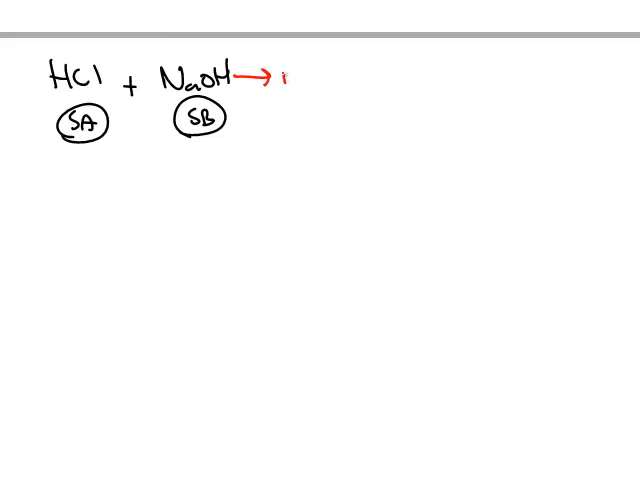 HCl + NaOH →
SA SB